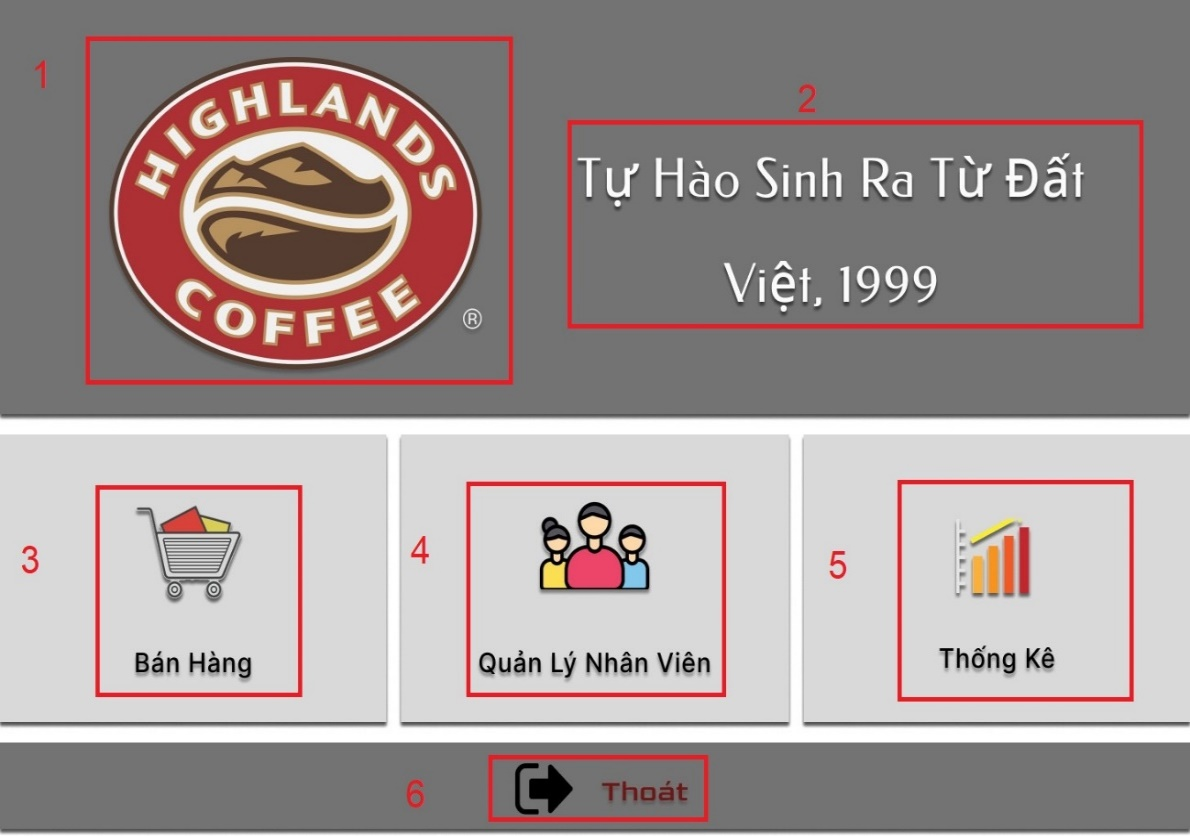 1
HIGHLANDS
COFFEE
®
2
Tự Hào Sinh Ra Từ Đất
Việt, 1999
3
Bán Hàng
4
Quản Lý Nhân Viên
5
Thống Kê
6
Thoát